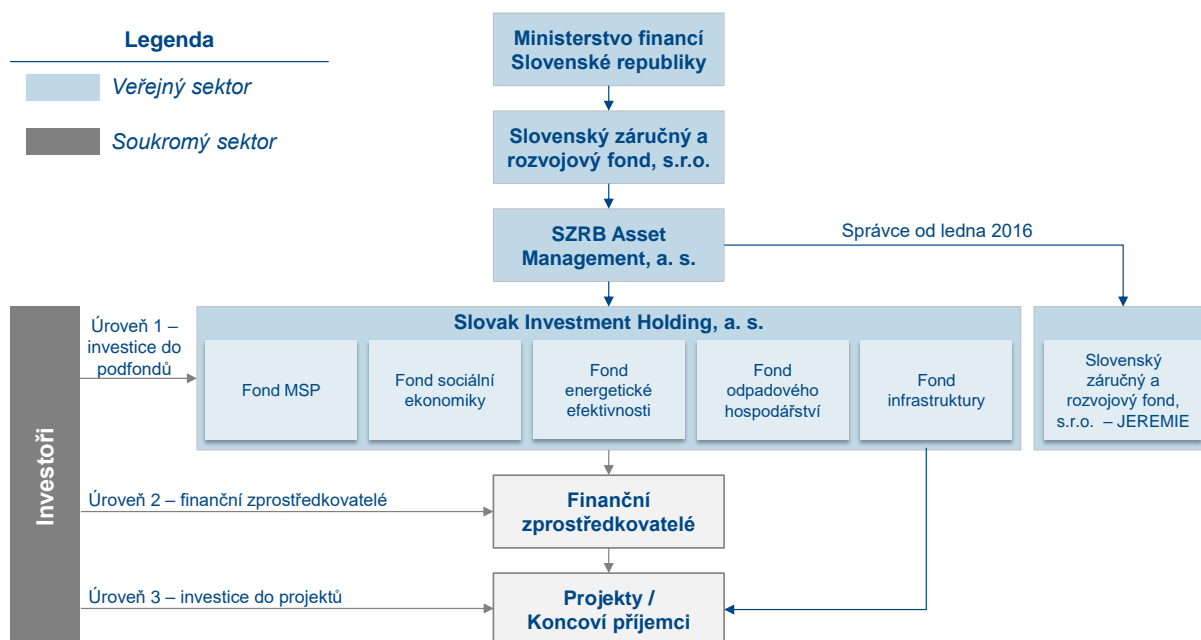 Legenda
Veřejný sektor
Soukromý sektor
Ministerstvo financí
Slovenské republiky
Slovenský záručný a
rozvojový fond, s.r.o.
SZRB Asset
Management, a. s.
Správce od ledna 2016
Investoři
Úroveň 1 –
investice do
podfondů
Slovak Investment Holding, a. s.
Fond MSP
Fond sociální
ekonomiky
Fond
energetické
efektivnosti
Fond
odpadového
hospodářství
Fond
infrastruktury
Slovenský
záručný a
rozvojový fond,
s.r.o. – JEREMIE
Úroveň 2 – finanční zprostředkovatelé
Finanční
zprostředkovatelé
Úroveň 3 – investice do projektů
Projekty /
Koncoví příjemci